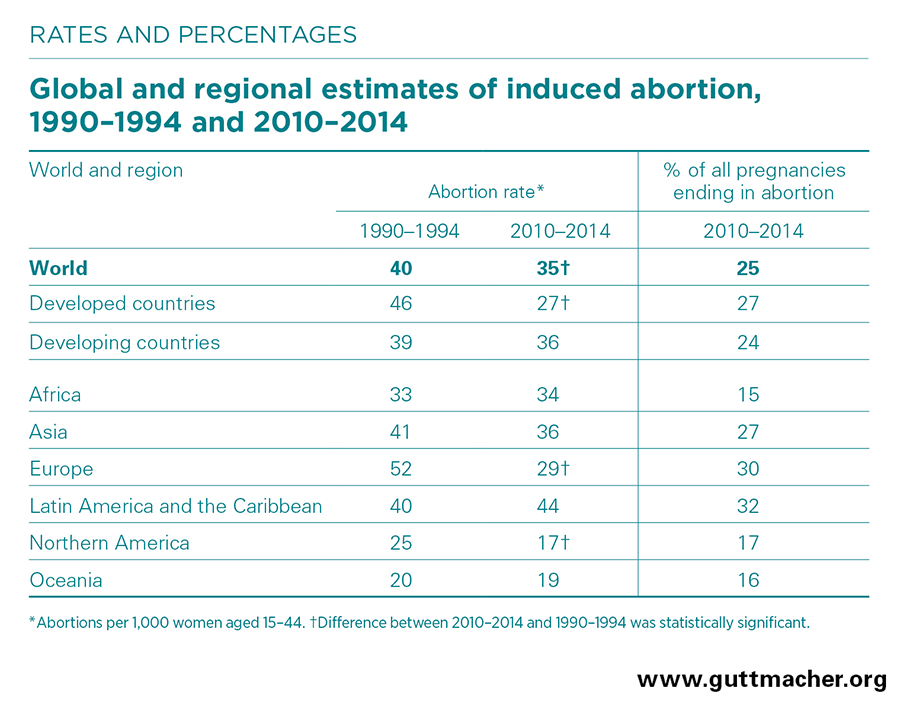 RATES AND PERCENTAGES
Global and regional estimates of induced abortion,
1990–1994 and 2010–2014
World and region
Abortion rate*
% of all pregnancies
ending in abortion
1990–1994 2010–2014 2010–2014
World 40 35† 25
Developed countries 46 27† 27
Developing countries 39 36 24
Africa 33 34 15
Asia 41 36 27
Europe 52 29† 30
Latin America and the Caribbean 40 44 32
Northern America 25 17† 17
Oceania 20 19 16
*Abortions per 1,000 women aged 15–44. †Difference between 2010–2014 and 1990–1994 was statistically significant.
www.guttmacher.org